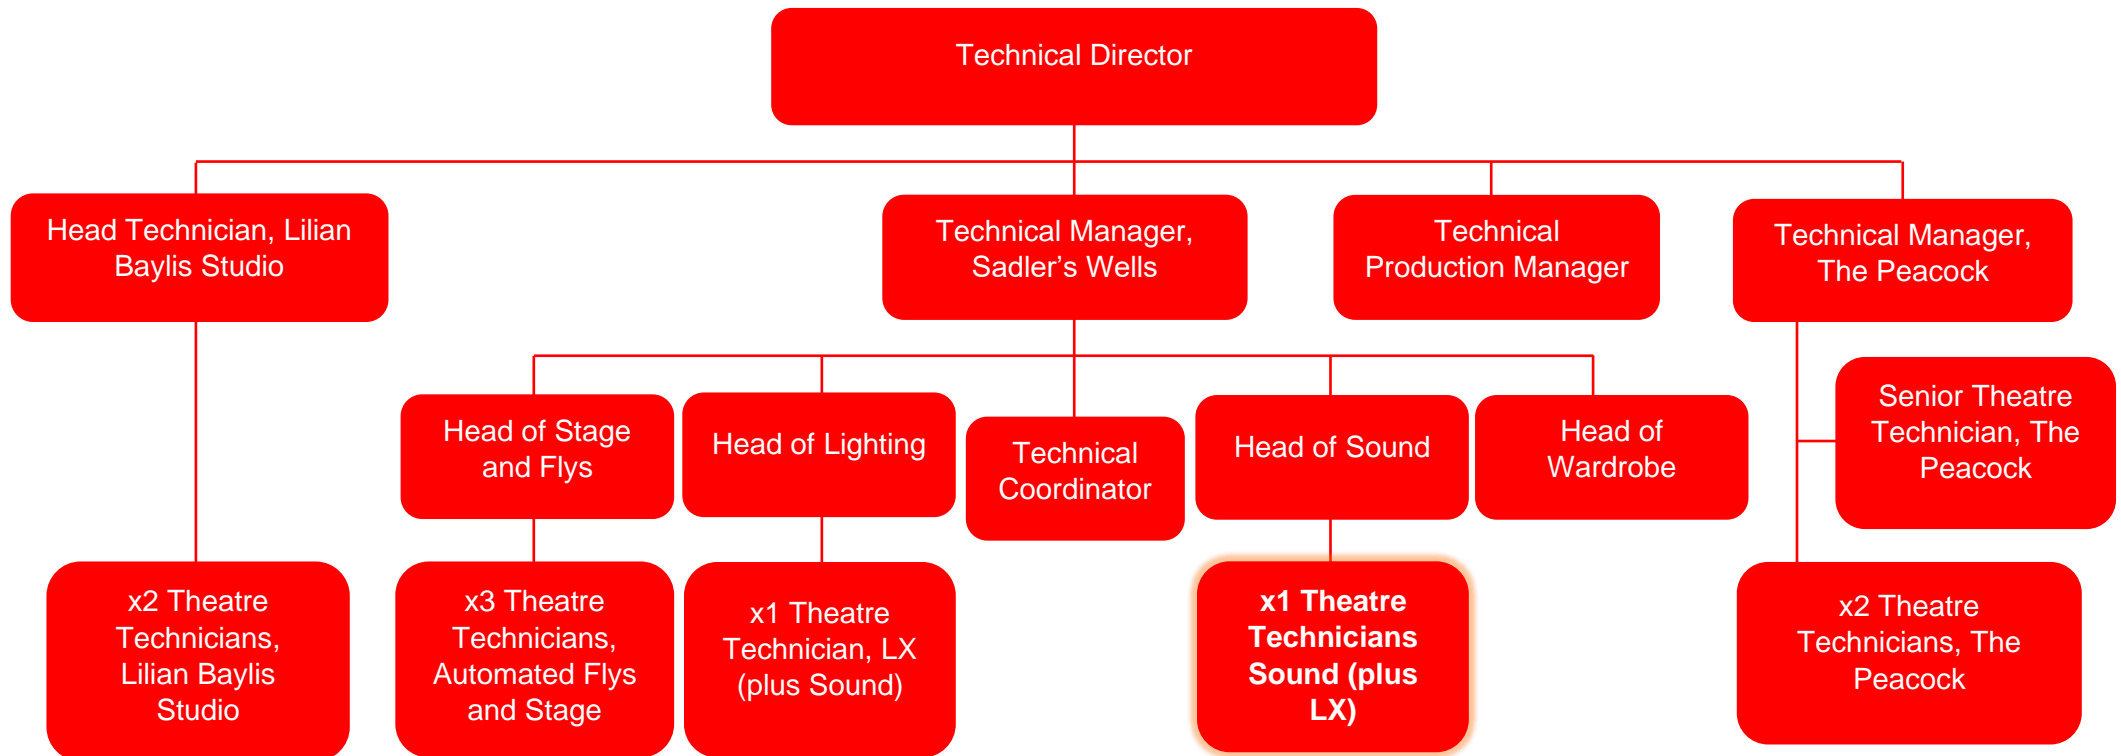 Technical Director
Head Technician, Lilian
Baylis Studio
Technical Manager,
Sadler’s Wells
Technical
Production Manager
Technical Manager,
The Peacock
Head of Stage
and Flys
Head of Lighting
Technical
Coordinator
Head of Sound
Head of
Wardrobe
Senior Theatre
Technician, The
Peacock
x2 Theatre
Technicians,
Lilian Baylis
Studio
x3 Theatre
Technicians,
Automated Flys
and Stage
x1 Theatre
Technician, LX
(plus Sound)
x1 Theatre
Technicians
Sound (plus
LX)
x2 Theatre
Technicians, The
Peacock